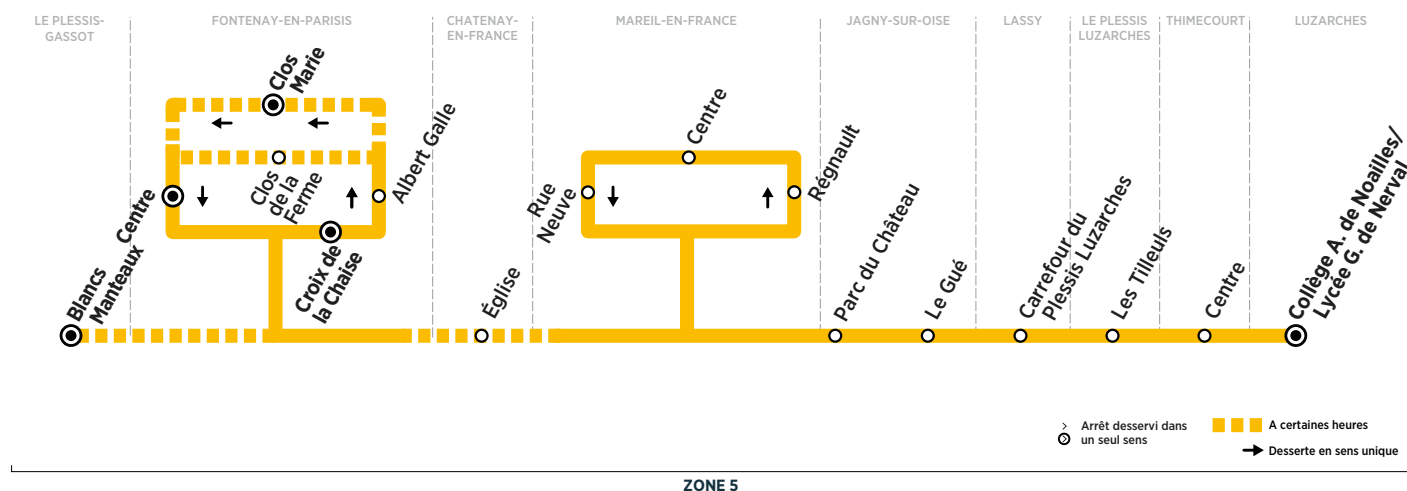 LE PLESSIS-
GASSOT
FONTENAY-EN-PARISIS
CHATENAY-
EN-FRANCE
MAREIL-EN-FRANCE
JAGNY-SUR-OISE
LASSY
LE PLESSIS
LUZARCHES
THIMECOURT
LUZARCHES
Blancs
Manteaux
Centre
Clos
Marie
Clos
de la
Ferme
Croix de
la Chaise
Albert Galle
Église
Rue
Neuve
Centre
Régnault
Parc du Château
Le Gué
Carrefour du
Plessis Luzarches
Les Tilleuls
Centre
Collège A. de Noailles/
Lycée G. de Nerval
Arrêt desservi dans
un seul sens
A certaines heures
Desserte en sens unique
ZONE 5